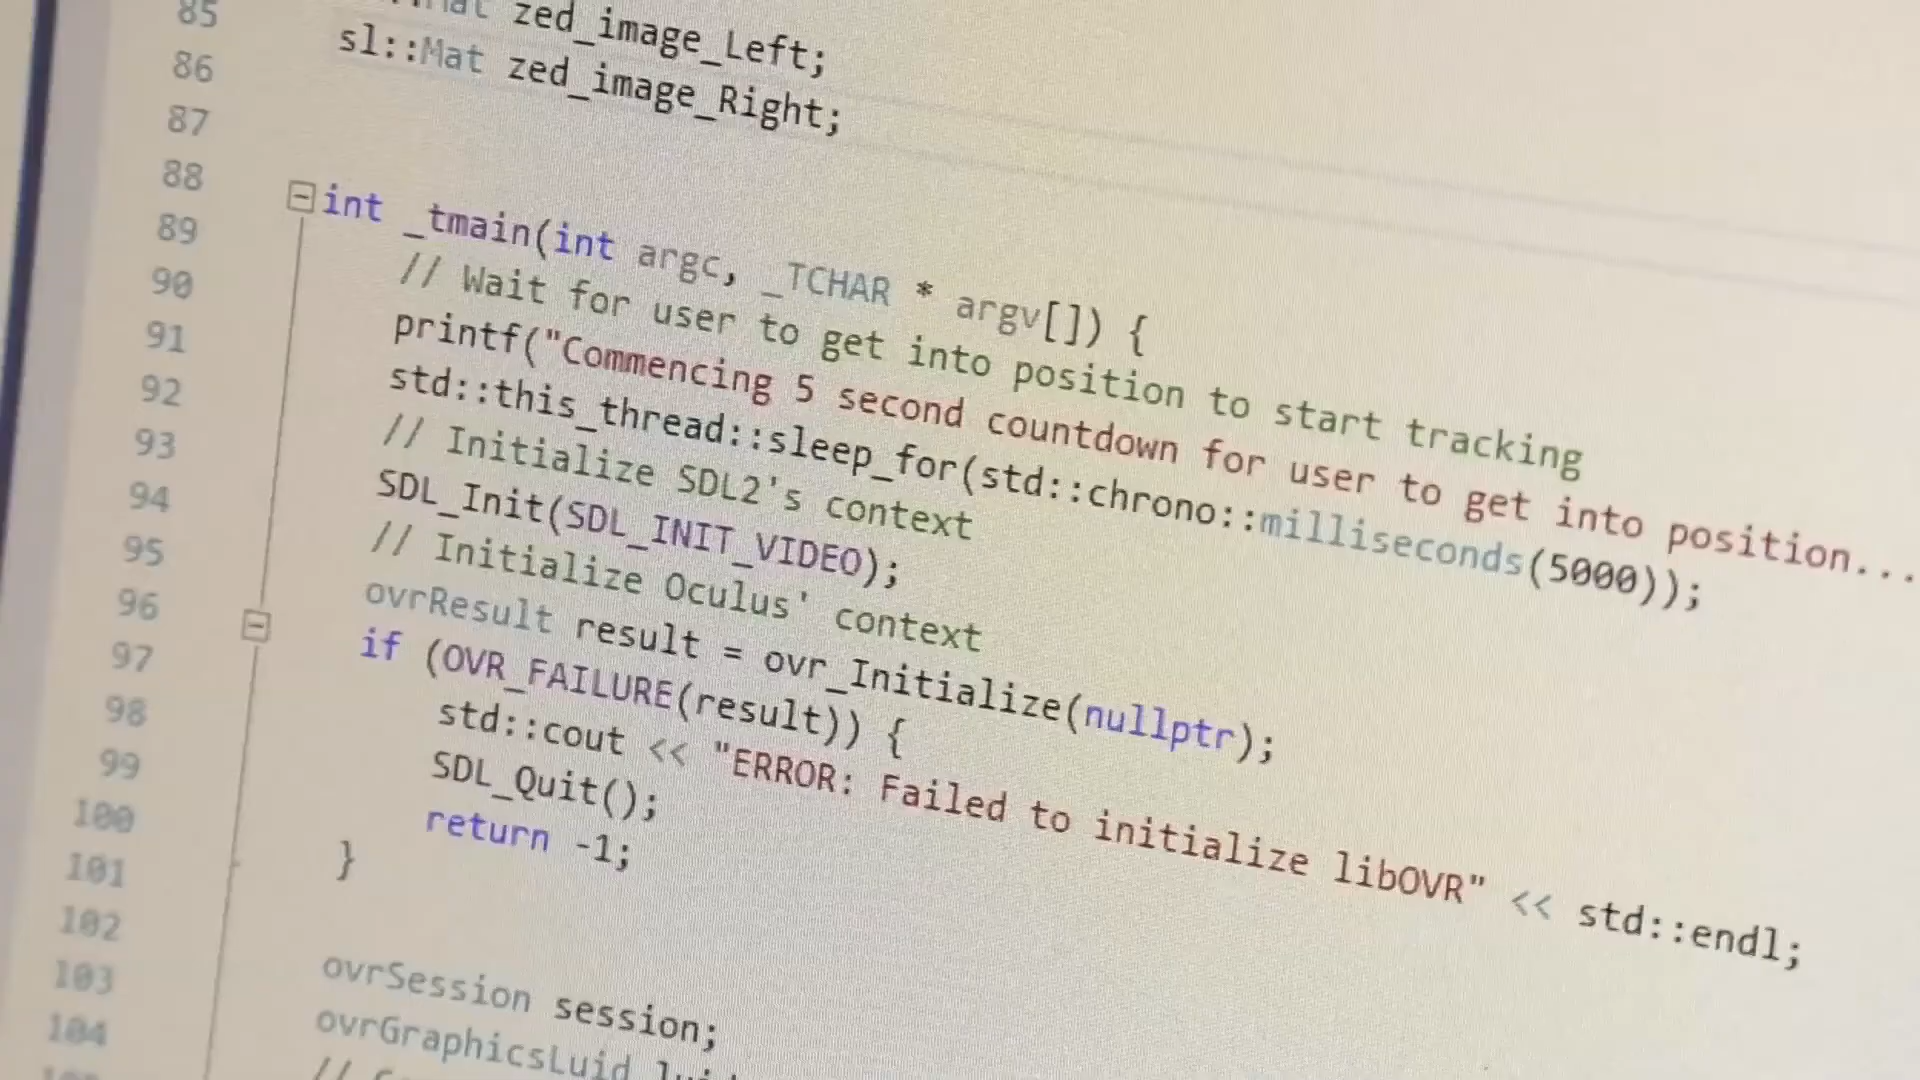 85 zed_image_Left;
86 sl::Mat zed_image_Right;
87
88
89 int _tmain(int argc, _TCHAR * argv[]) {
90 // Wait for user to get into position to start tracking
91 printf("Commencing 5 second countdown for user to get into position...
92 std::this_thread::sleep_for(std::chrono::milliseconds(5000));
93 // Initialize SDL2's context
94 SDL_Init(SDL_INIT_VIDEO);
95 // Initialize Oculus' context
96 ovrResult result = ovr_Initialize(nullptr);
97 if (OVR_FAILURE(result)) {
98 std::cout << "ERROR: Failed to initialize libOVR" << std::endl;
99 SDL_Quit();
100 return -1;
101 }
102
103 ovrSession session;
104 ovrGraphicsLuid
//